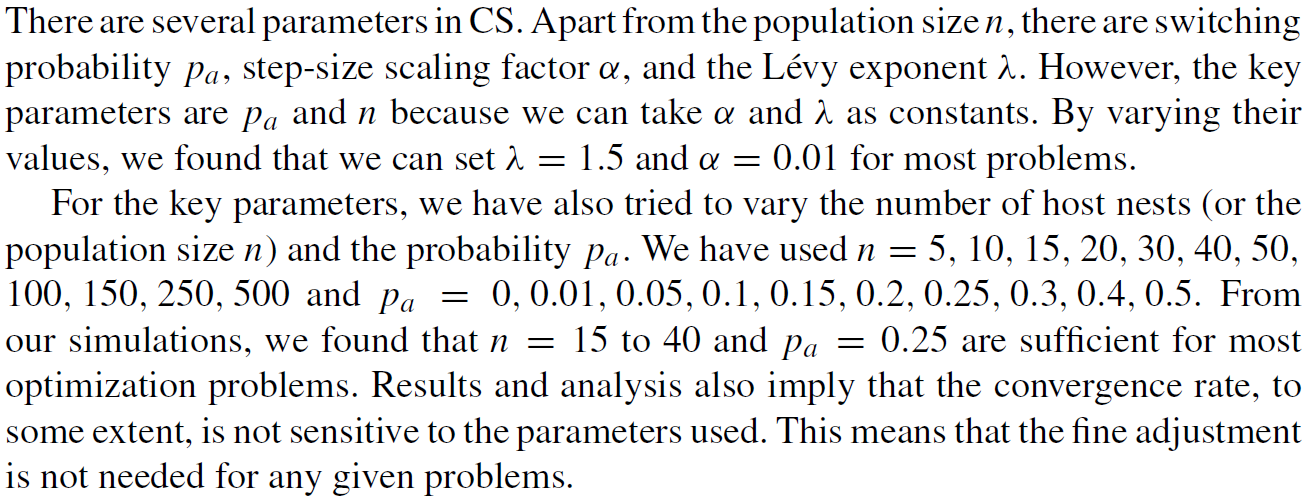 There are several parameters in CS. Apart from the population size n, there are switching
probability pₐ, step-size scaling factor α, and the Lévy exponent λ. However, the key
parameters are pₐ and n because we can take α and λ as constants. By varying their
values, we found that we can set λ = 1.5 and α = 0.01 for most problems.
For the key parameters, we have also tried to vary the number of host nests (or the
population size n) and the probability pₐ. We have used n = 5, 10, 15, 20, 30, 40, 50,
100, 150, 250, 500 and pₐ = 0, 0.01, 0.05, 0.1, 0.15, 0.2, 0.25, 0.3, 0.4, 0.5. From
our simulations, we found that n = 15 to 40 and pₐ = 0.25 are sufficient for most
optimization problems. Results and analysis also imply that the convergence rate, to
some extent, is not sensitive to the parameters used. This means that the fine adjustment
is not needed for any given problems.